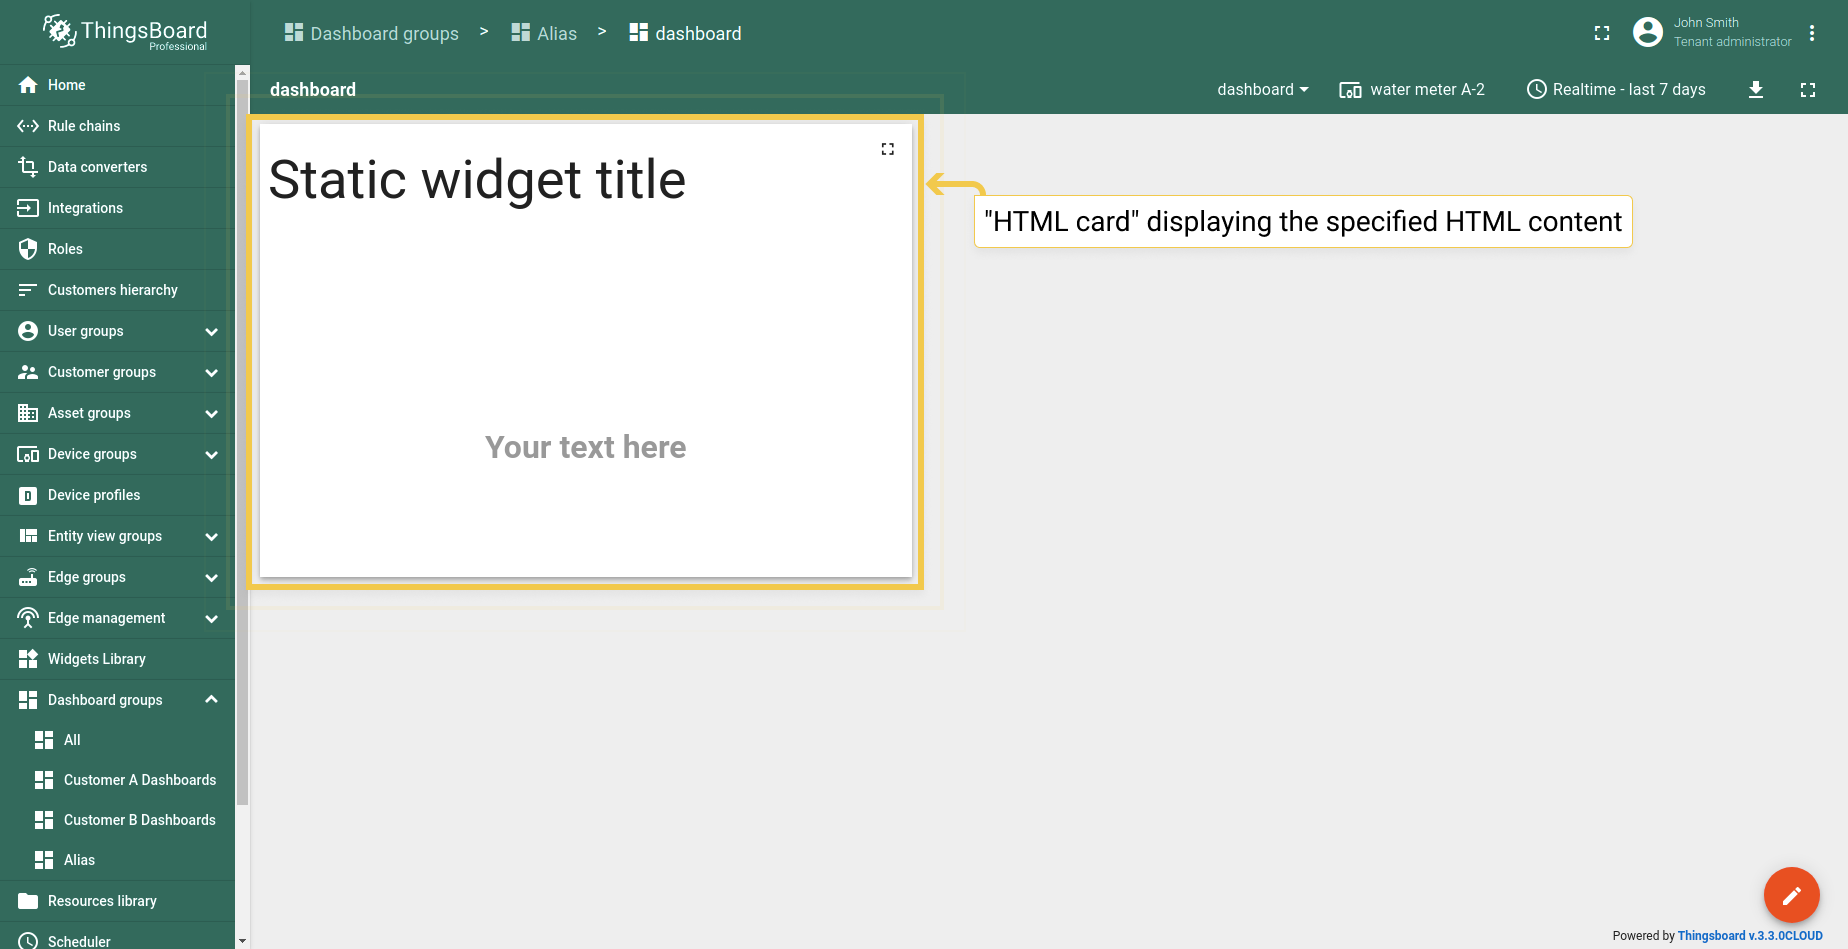 ThingsBoard
Professional
Dashboard groups > Alias > dashboard
John Smith
Tenant administrator
dashboard
dashboard
water meter A-2
Realtime - last 7 days
Home
Rule chains
Data converters
Integrations
Roles
Customers hierarchy
User groups
Customer groups
Asset groups
Device groups
Device profiles
Entity view groups
Edge groups
Edge management
Widgets Library
Dashboard groups
All
Customer A Dashboards
Customer B Dashboards
Alias
Resources library
Scheduler
Static widget title
Your text here
"HTML card" displaying the specified HTML content
Powered by Thingsboard v.3.3.0CLOUD